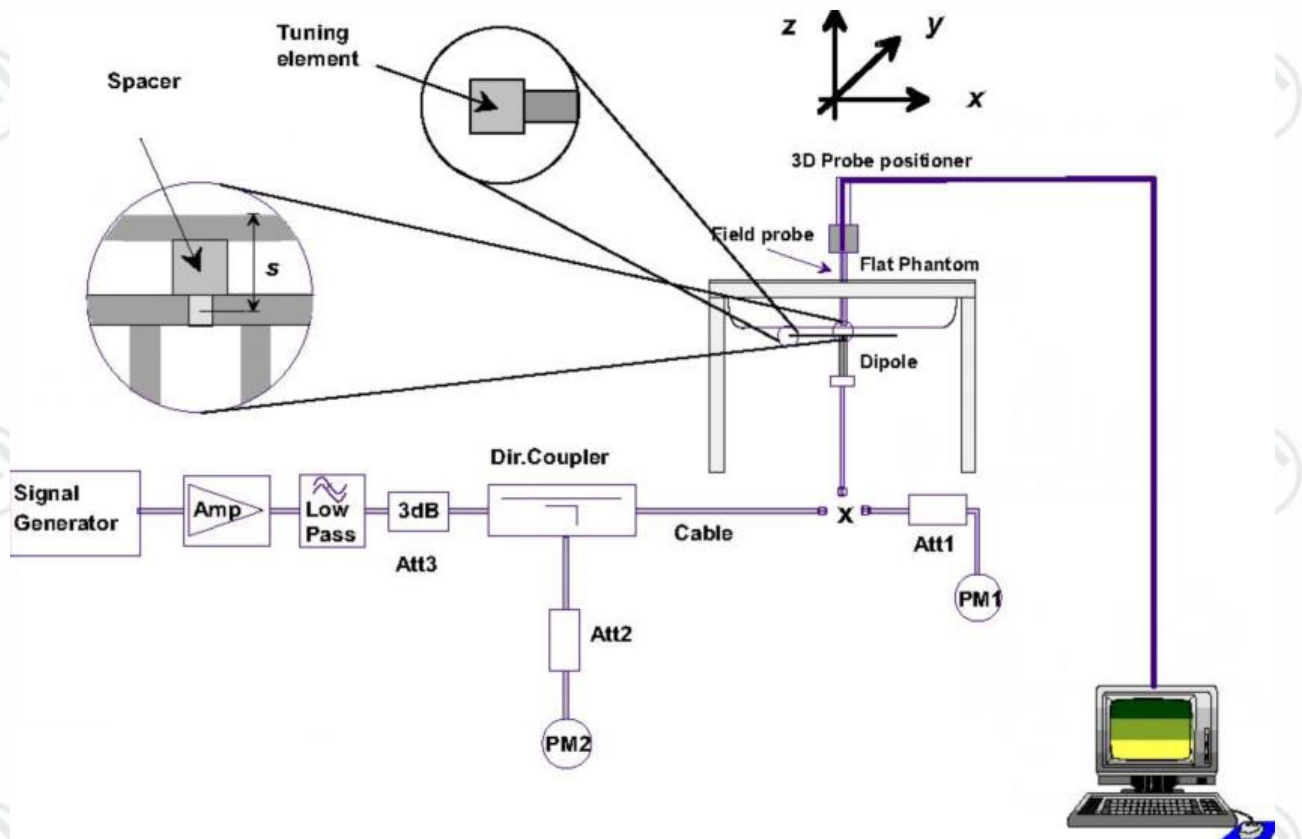 Tuning
element
Spacer
z
y
x
3D Probe positioner
Field probe
Flat Phantom
s
Dipole
Dir.Coupler
Signal
Generator
Amp
Low
Pass
3dB
Att3
Cable
x
Att1
PM1
Att2
PM2